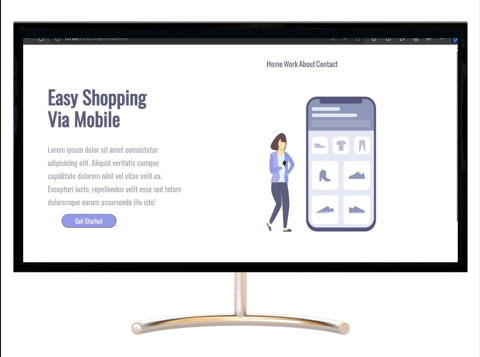 Home Work About Contact
Easy Shopping
Via Mobile
Lorem ipsum dolor sit amet consectetur
adipisicing elit. Aliquid veritatis cumque
cupiditate dolorem nihil vel vitae velit ea.
Excepturi iusto, repellendus velit esse sed totam
doloremque earum assumenda illo iste!
Get Started